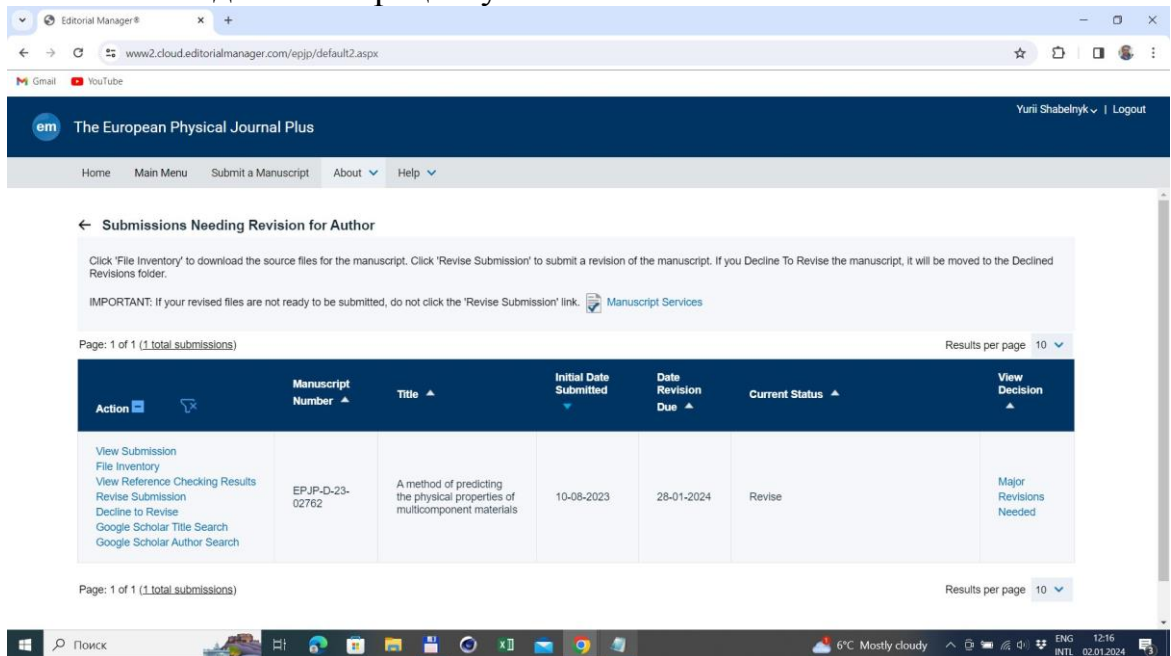 Editorial Manager®
www2.cloud.editorialmanager.com/epjp/default2.aspx
Gmail YouTube
Yurii Shabelnyk | Logout
em The European Physical Journal Plus
Home Main Menu Submit a Manuscript About Help
← Submissions Needing Revision for Author
Click 'File Inventory' to download the source files for the manuscript. Click 'Revise Submission' to submit a revision of the manuscript. If you Decline To Revise the manuscript, it will be moved to the Declined
Revisions folder.
IMPORTANT: If your revised files are not ready to be submitted, do not click the 'Revise Submission' link. Manuscript Services
Page: 1 of 1 (1 total submissions) Results per page 10
Action
Manuscript
Number
Title
Initial Date
Submitted
Date
Revision
Due
Current Status
View
Decision
View Submission
File Inventory
View Reference Checking Results
Revise Submission
Decline to Revise
Google Scholar Title Search
Google Scholar Author Search
EPJP-D-23-
02762
A method of predicting
the physical properties of
multicomponent materials
10-08-2023
28-01-2024
Revise
Major
Revisions
Needed
Page: 1 of 1 (1 total submissions) Results per page 10
Поиск
6°C Mostly cloudy
ENG
INTL
12:16
02.01.2024
3